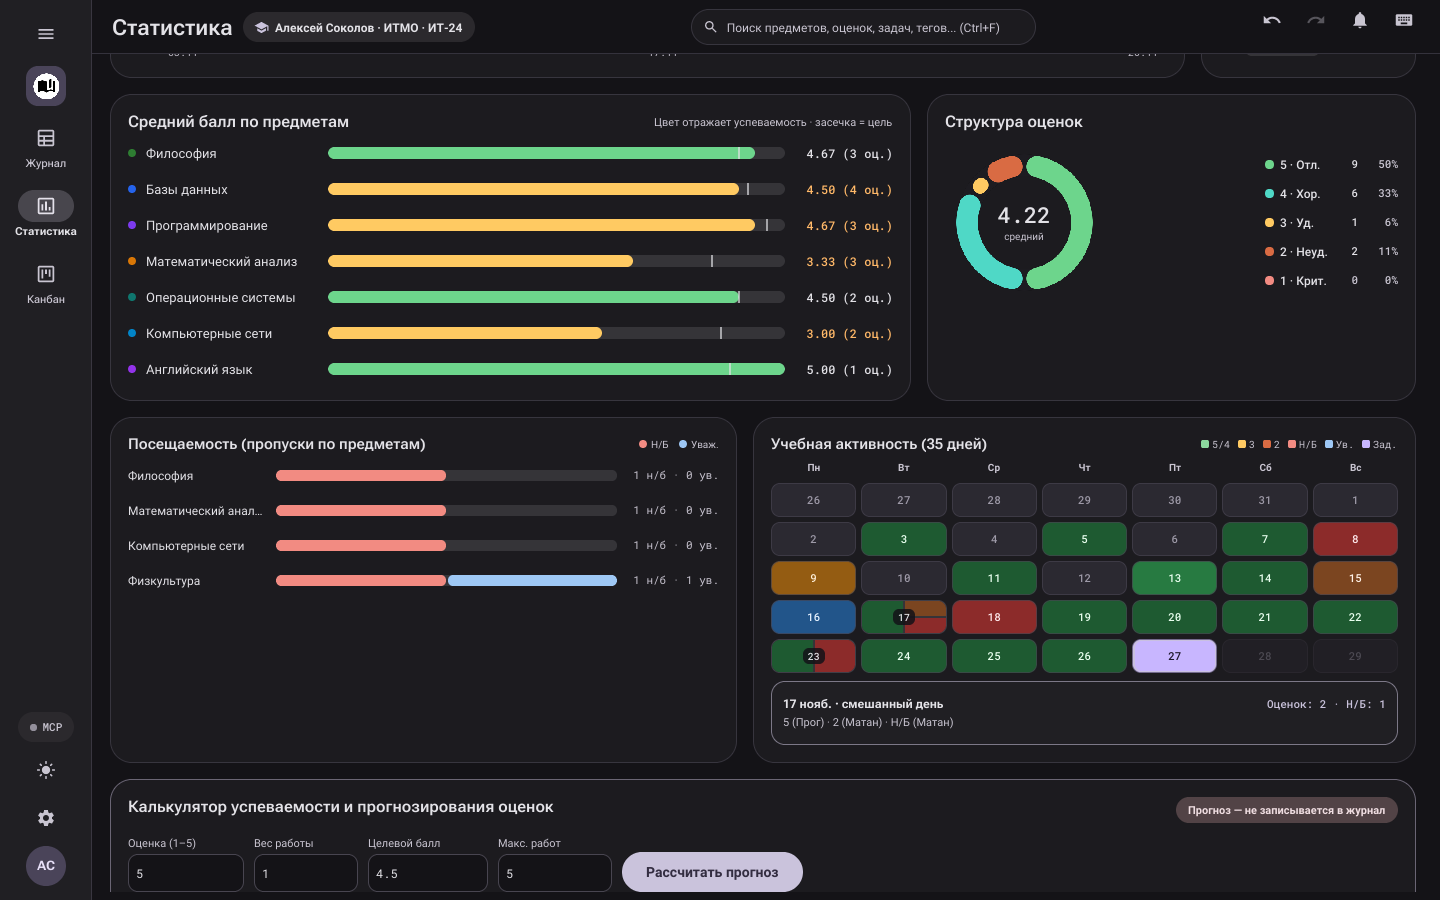 Статистика
Алексей Соколов · ИТМО · ИТ-24
Поиск предметов, оценок, задач, тегов... (Ctrl+F)
Журнал
Статистика
Канбан
MCP
АС
Средний балл по предметам
Цвет отражает успеваемость · засечка = цель
Философия 4.67 (3 оц.)
Базы данных 4.50 (4 оц.)
Программирование 4.67 (3 оц.)
Математический анализ 3.33 (3 оц.)
Операционные системы 4.50 (2 оц.)
Компьютерные сети 3.00 (2 оц.)
Английский язык 5.00 (1 оц.)
Структура оценок
4.22
средний
5 · Отл. 9 50%
4 · Хор. 6 33%
3 · Уд. 1 6%
2 · Неуд. 2 11%
1 · Крит. 0 0%
Посещаемость (пропуски по предметам)
Н/Б Уваж.
Философия 1 н/б · 0 ув.
Математический анал... 1 н/б · 0 ув.
Компьютерные сети 1 н/б · 0 ув.
Физкультура 1 н/б · 1 ув.
Учебная активность (35 дней)
5/4 3 2 Н/Б Ув. Зад.
Пн Вт Ср Чт Пт Сб Вс
26 27 28 29 30 31 1
2 3 4 5 6 7 8
9 10 11 12 13 14 15
16 17 18 19 20 21 22
23 24 25 26 27 28 29
17 нояб. · смешанный день
Оценок: 2 · Н/Б: 1
5 (Прог) · 2 (Матан) · Н/Б (Матан)
Калькулятор успеваемости и прогнозирования оценок
Прогноз — не записывается в журнал
Оценка (1–5) Вес работы Целевой балл Макс. работ
5 1 4.5 5
Рассчитать прогноз